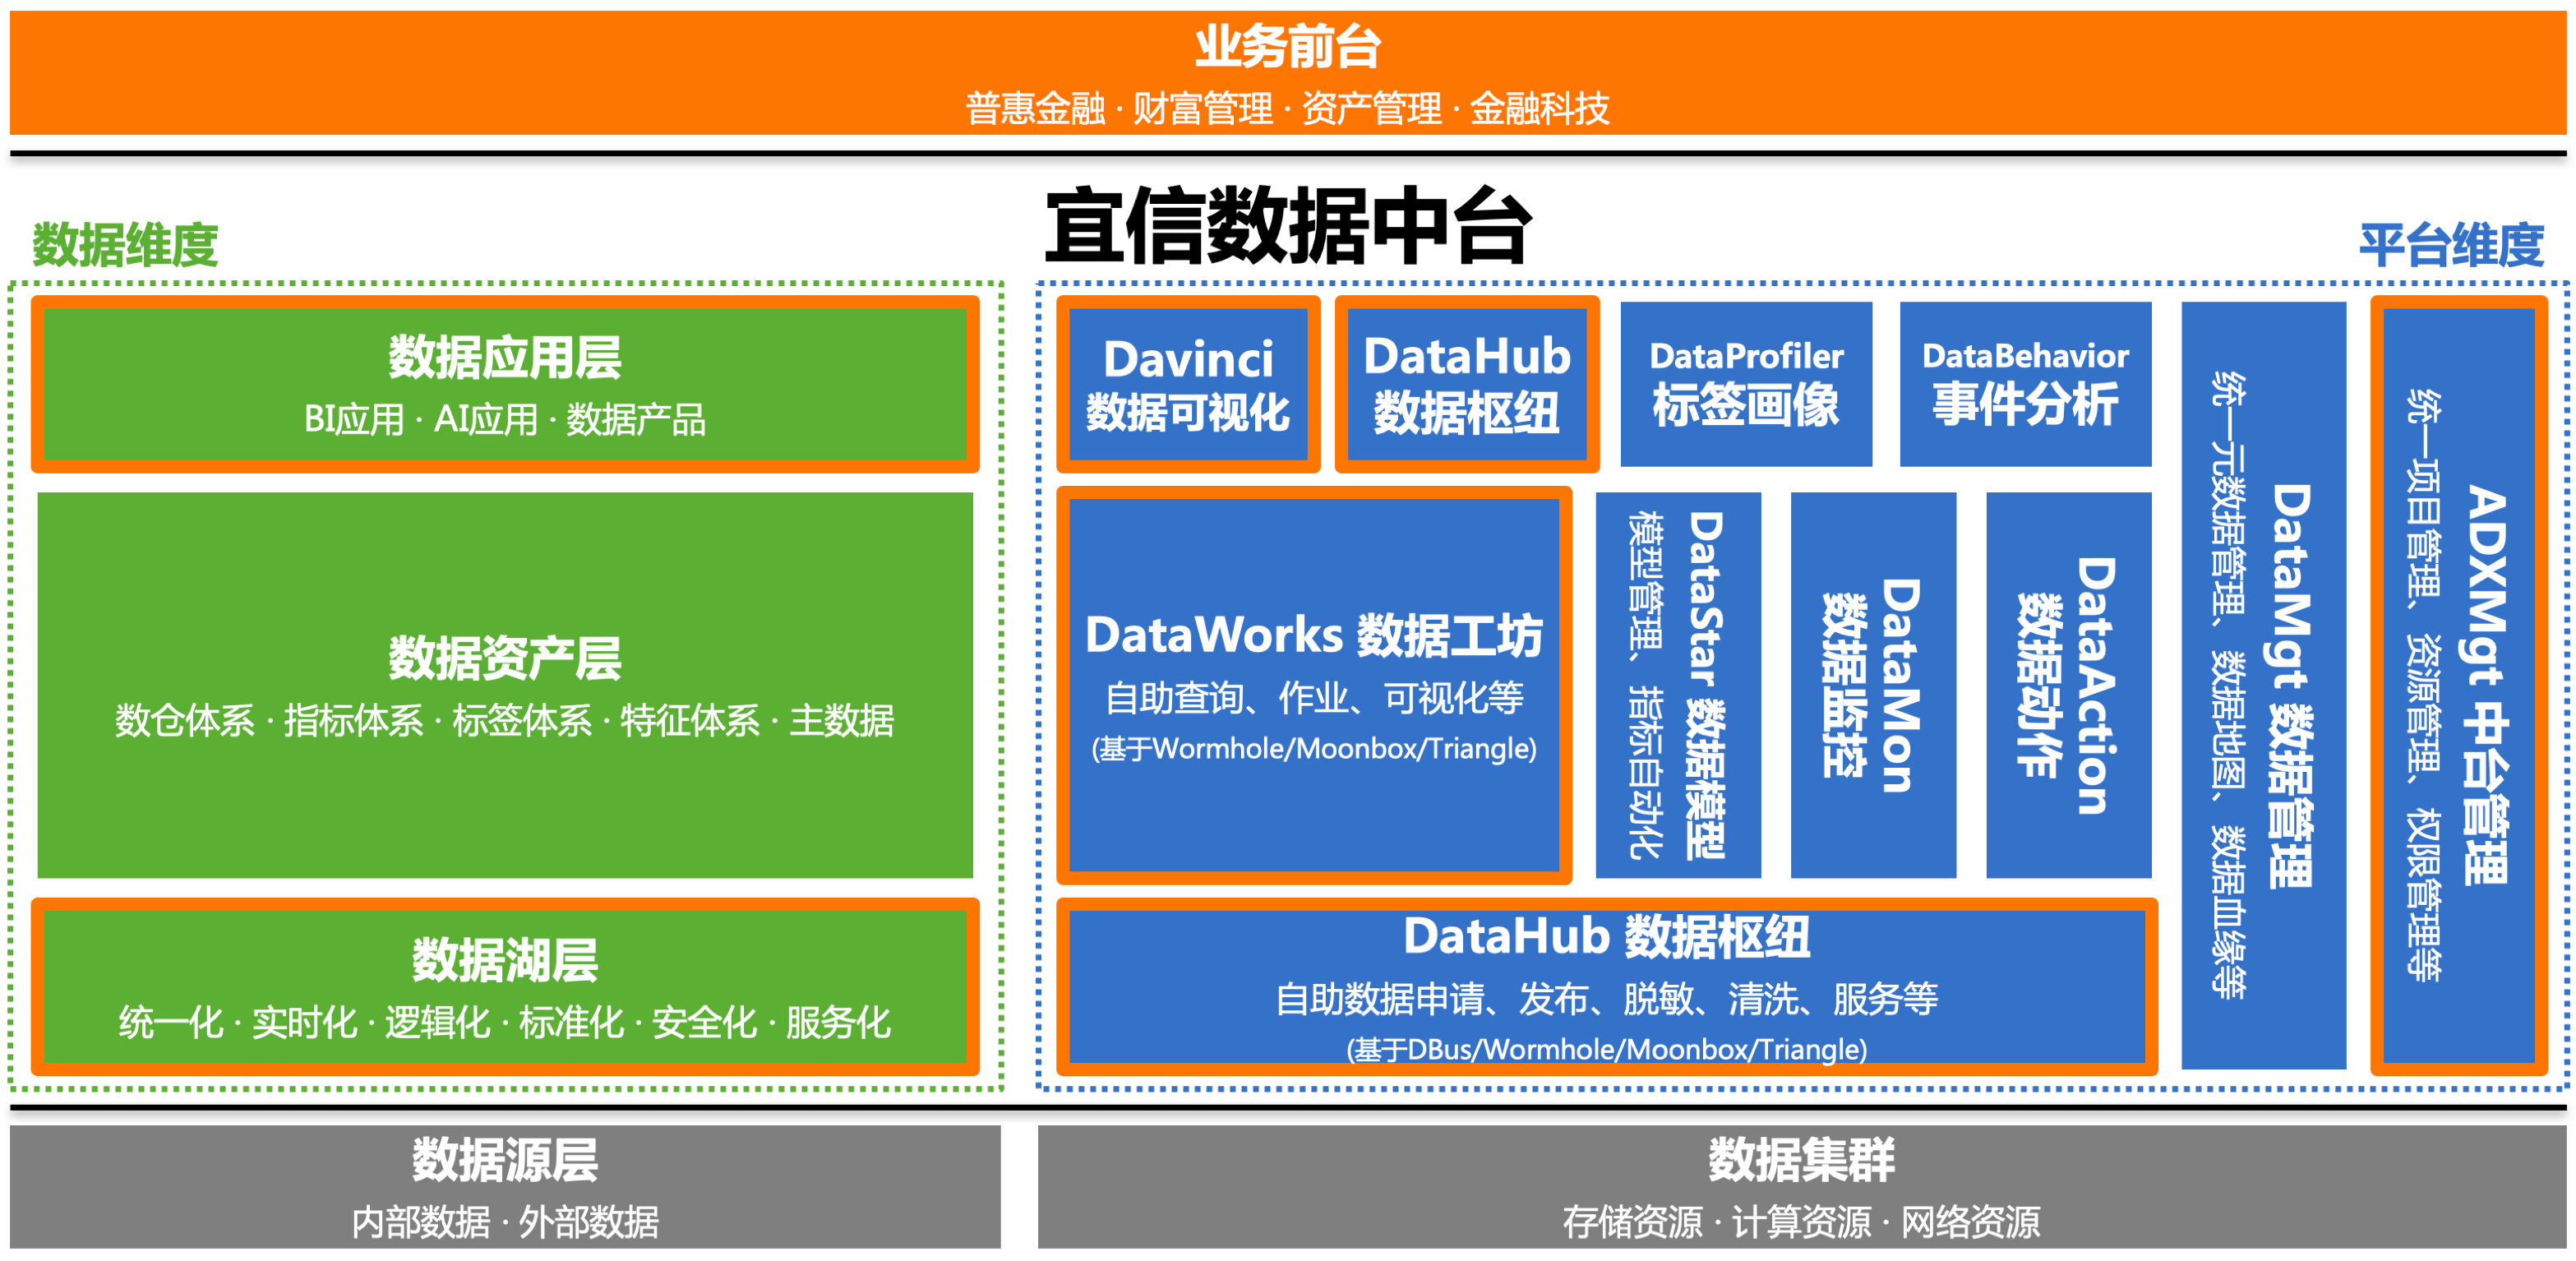 业务前台
普惠金融 · 财富管理 · 资产管理 · 金融科技
宜信数据中台
数据维度
平台维度
数据应用层
BI应用 · AI应用 · 数据产品
数据资产层
数仓体系 · 指标体系 · 标签体系 · 特征体系 · 主数据
数据湖层
统一化 · 实时化 · 逻辑化 · 标准化 · 安全化 · 服务化
Davinci
数据可视化
DataHub
数据枢纽
DataProfiler
标签画像
DataBehavior
事件分析
DataWorks 数据工坊
自助查询、作业、可视化等
(基于Wormhole/Moonbox/Triangle)
DataStar 数据模型
模型管理、指标自动化
DataMon
数据监控
DataAction
数据动作
DataMgt 数据管理
统一元数据管理、数据地图、数据血缘等
ADXMgt 中台管理
统一项目管理、资源管理、权限管理等
DataHub 数据枢纽
自助数据申请、发布、脱敏、清洗、服务等
(基于DBus/Wormhole/Moonbox/Triangle)
数据源层
内部数据 · 外部数据
数据集群
存储资源 · 计算资源 · 网络资源